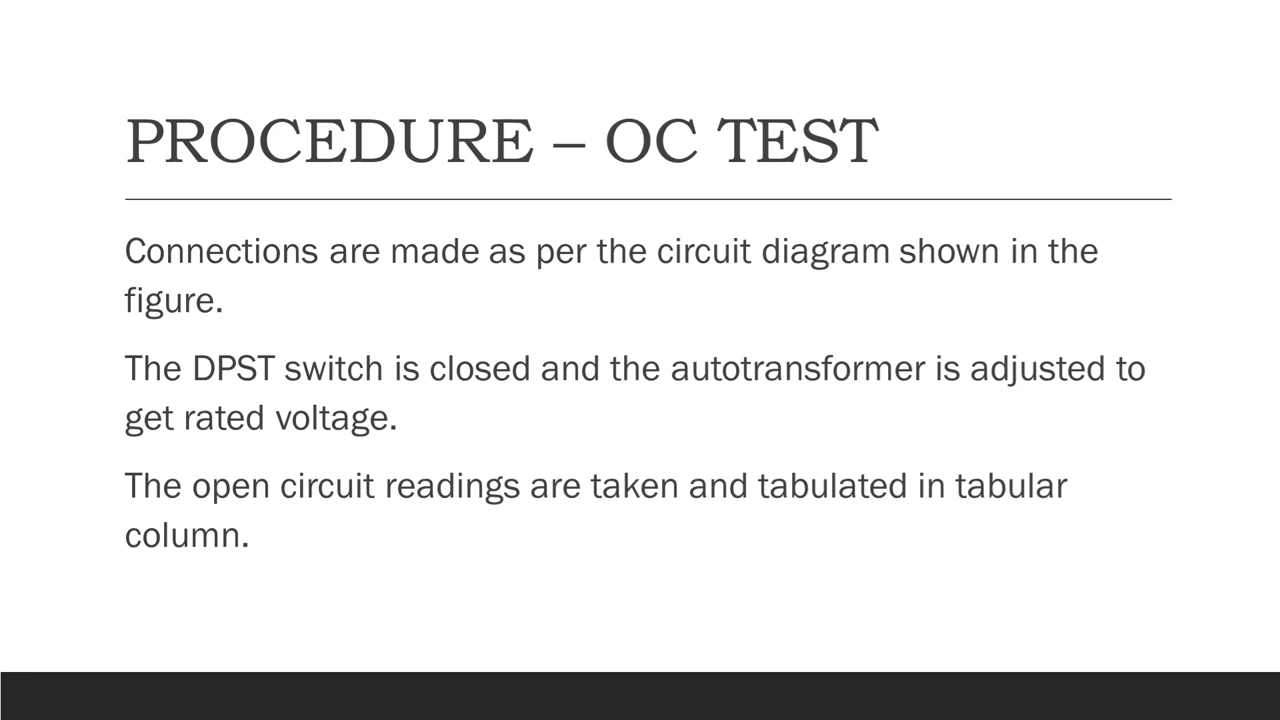 PROCEDURE – OC TEST
Connections are made as per the circuit diagram shown in the
figure.
The DPST switch is closed and the autotransformer is adjusted to
get rated voltage.
The open circuit readings are taken and tabulated in tabular
column.